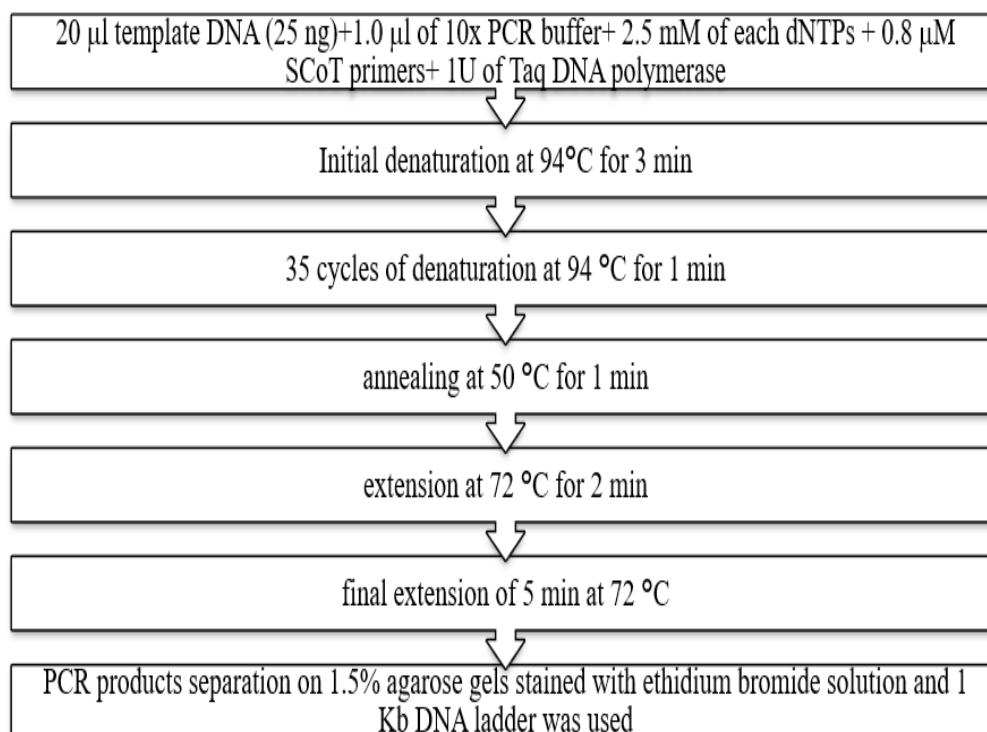 20 μl template DNA (25 ng)+1.0 μl of 10x PCR buffer+ 2.5 mM of each dNTPs + 0.8 μM
SCoT primers+ 1U of Taq DNA polymerase
Initial denaturation at 94°C for 3 min
35 cycles of denaturation at 94 °C for 1 min
annealing at 50 °C for 1 min
extension at 72 °C for 2 min
final extension of 5 min at 72 °C
PCR products separation on 1.5% agarose gels stained with ethidium bromide solution and 1
Kb DNA ladder was used